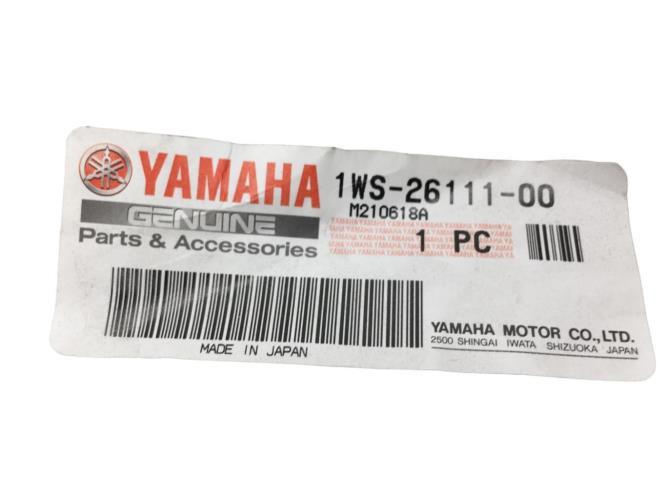 YAMAHA
GENUINE
Parts & Accessories
1WS-26111-00
M210618A
1 PC
MADE IN JAPAN
YAMAHA MOTOR CO.,LTD.
2500 SHINGAI IWATA SHIZUOKA JAPAN